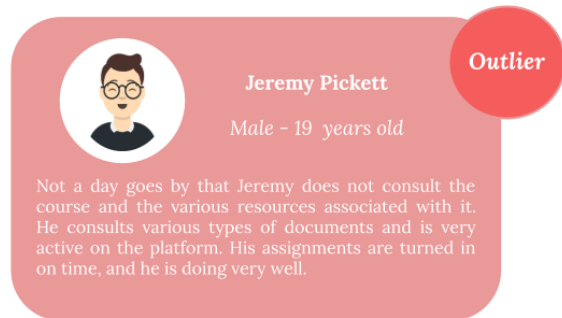 Outlier
Jeremy Pickett
Male - 19 years old
Not a day goes by that Jeremy does not consult the
course and the various resources associated with it.
He consults various types of documents and is very
active on the platform. His assignments are turned in
on time, and he is doing very well.